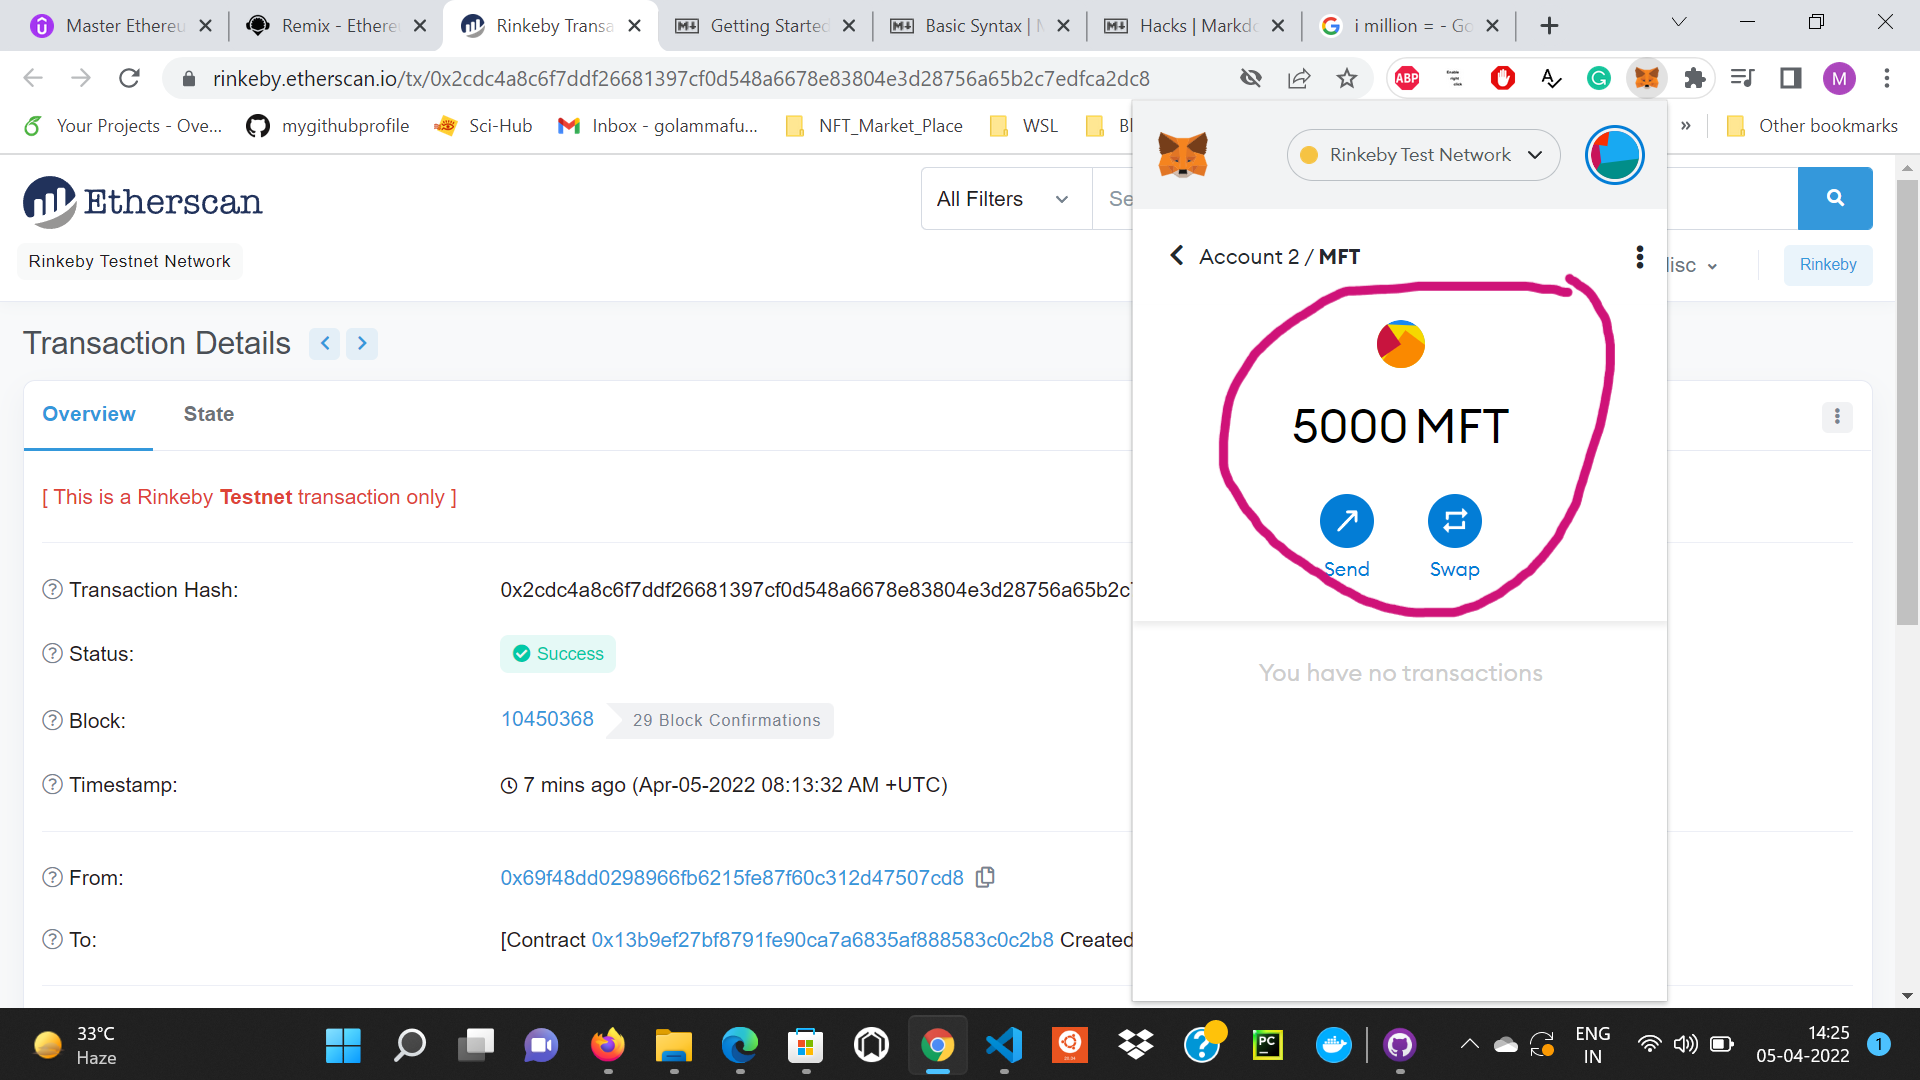 Master Ethereu
Remix - Ethereu
Rinkeby Transa
Getting Started
Basic Syntax |
Hacks | Markdo
i million = - Go
rinkeby.etherscan.io/tx/0x2cdc4a8c6f7ddf26681397cf0d548a6678e83804e3d28756a65b2c7edfca2dc8
ABP
M
Your Projects - Ove...
mygithubprofile
Sci-Hub
Inbox - golammafu...
NFT_Market_Place
WSL
Bl
»
Other bookmarks
Etherscan
Rinkeby Testnet Network
All Filters
Se
isc
Rinkeby
Rinkeby Test Network
Account 2 / MFT
5000 MFT
Send
Swap
You have no transactions
Transaction Details
Overview
State
[ This is a Rinkeby Testnet transaction only ]
Transaction Hash:
0x2cdc4a8c6f7ddf26681397cf0d548a6678e83804e3d28756a65b2c
Status:
Success
Block:
10450368
29 Block Confirmations
Timestamp:
7 mins ago (Apr-05-2022 08:13:32 AM +UTC)
From:
0x69f48dd0298966fb6215fe87f60c312d47507cd8
To:
[Contract 0x13b9ef27bf8791fe90ca7a6835af888583c0c2b8 Created
33°C
Haze
PC
ENG
IN
14:25
05-04-2022
1